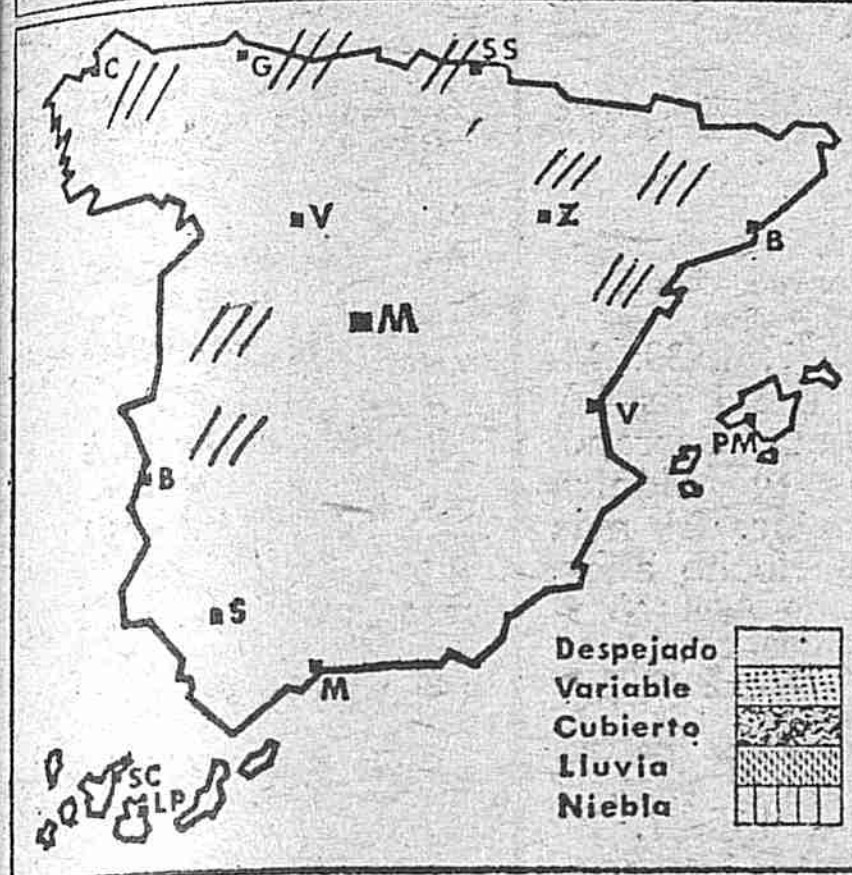 C
G
SS
V
Z
B
M
V
PM
B
S
M
SC
LP
Despejado
Variable
Cubierto
Lluvia
Niebla